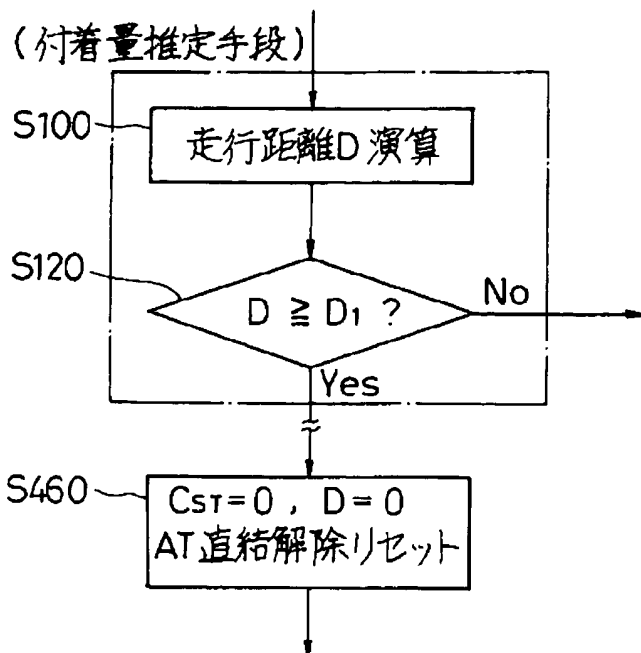 (付着量推定手段)
S100
走行距離D 演算
S120
D ≧ D1 ?
No
Yes
S460
CST=0, D=0
AT直結解除リセット